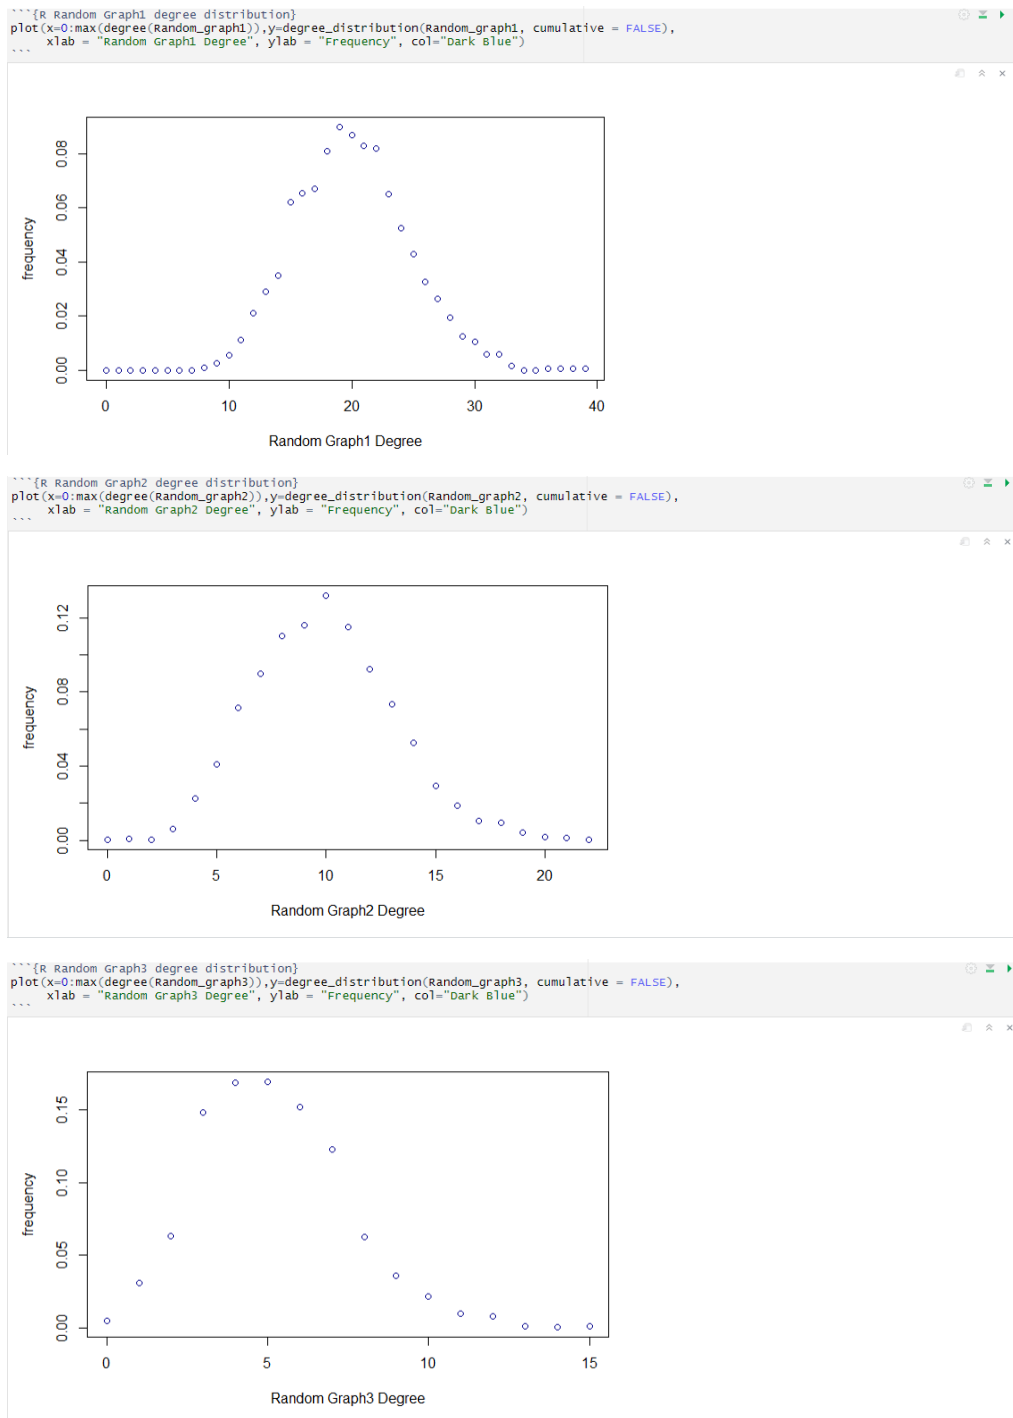 ```{R Random Graph1 degree distribution}
plot(x=0:max(degree(Random_graph1)),y=degree_distribution(Random_graph1, cumulative = FALSE),
     xlab = "Random Graph1 Degree", ylab = "Frequency", col="Dark Blue")
```
0.08
0.06
0.04
0.02
0.00
frequency
0 10 20 30 40
Random Graph1 Degree
```{R Random Graph2 degree distribution}
plot(x=0:max(degree(Random_graph2)),y=degree_distribution(Random_graph2, cumulative = FALSE),
     xlab = "Random Graph2 Degree", ylab = "Frequency", col="Dark Blue")
```
0.12
0.08
0.04
0.00
frequency
0 5 10 15 20
Random Graph2 Degree
```{R Random Graph3 degree distribution}
plot(x=0:max(degree(Random_graph3)),y=degree_distribution(Random_graph3, cumulative = FALSE),
     xlab = "Random Graph3 Degree", ylab = "Frequency", col="Dark Blue")
```
0.15
0.10
0.05
0.00
frequency
0 5 10 15
Random Graph3 Degree